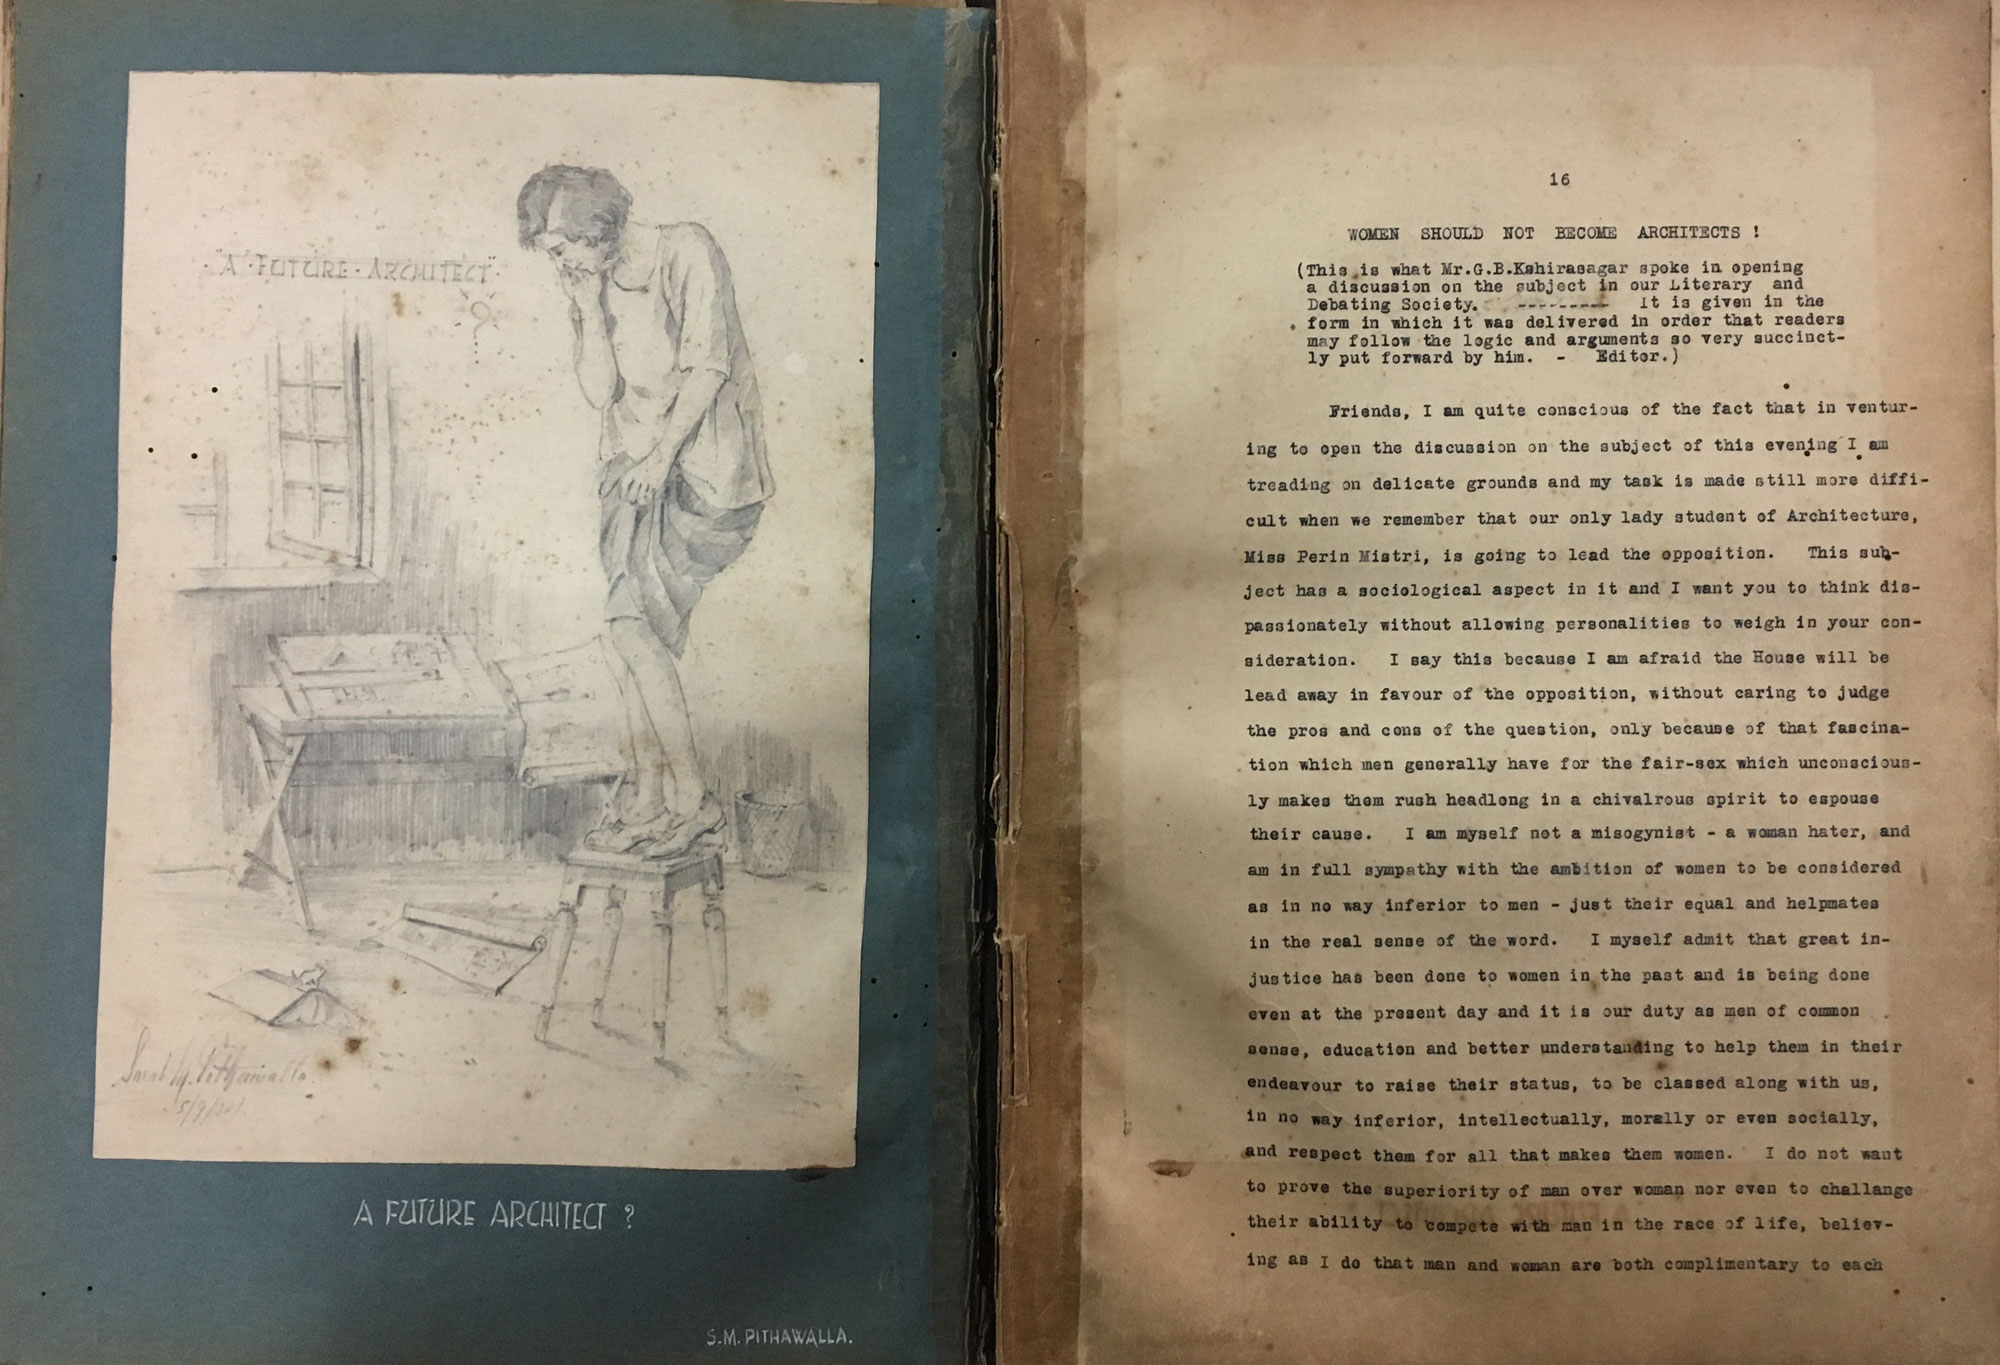 "A · FUTURE · ARCHITECT"
?
A FUTURE ARCHITECT ?
S.M. PITHAWALLA.
16
WOMEN SHOULD NOT BECOME ARCHITECTS !
(This is what Mr.G.B.Kshirasagar spoke in opening
a discussion on the subject in our Literary and
Debating Society. --------- It is given in the
form in which it was delivered in order that readers
may follow the logic and arguments so very succinct-
ly put forward by him. - Editor.)
Friends, I am quite conscious of the fact that in ventur-
ing to open the discussion on the subject of this evening I am
treading on delicate grounds and my task is made still more diffi-
cult when we remember that our only lady student of Architecture,
Miss Perin Mistri, is going to lead the opposition. This sub-
ject has a sociological aspect in it and I want you to think dis-
passionately without allowing personalities to weigh in your con-
sideration. I say this because I am afraid the House will be
lead away in favour of the opposition, without caring to judge
the pros and cons of the question, only because of that fascina-
tion which men generally have for the fair-sex which unconscious-
ly makes them rush headlong in a chivalrous spirit to espouse
their cause. I am myself not a misogynist - a woman hater, and
am in full sympathy with the ambition of women to be considered
as in no way inferior to men - just their equal and helpmates
in the real sense of the word. I myself admit that great in-
justice has been done to women in the past and is being done
even at the present day and it is our duty as men of common
sense, education and better understanding to help them in their
endeavour to raise their status, to be classed along with us,
in no way inferior, intellectually, morally or even socially,
and respect them for all that makes them women. I do not want
to prove the superiority of man over woman nor even to challange
their ability to compete with man in the race of life, believ-
ing as I do that man and woman are both complimentary to each